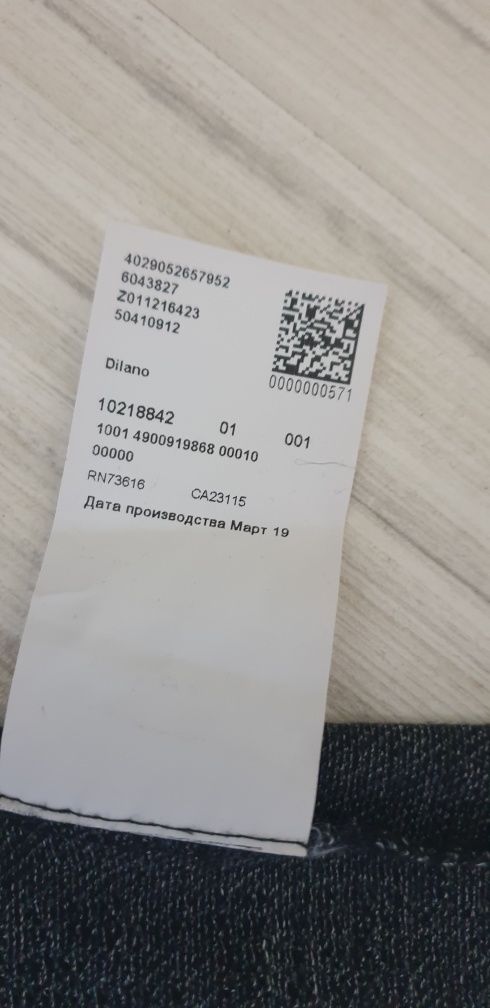 4029052657952
6043827
Z011216423
50410912
0000000571
Dilano
10218842 01 001
1001 4900919868 00010
00000
RN73616 CA23115
Дата производства Март 19